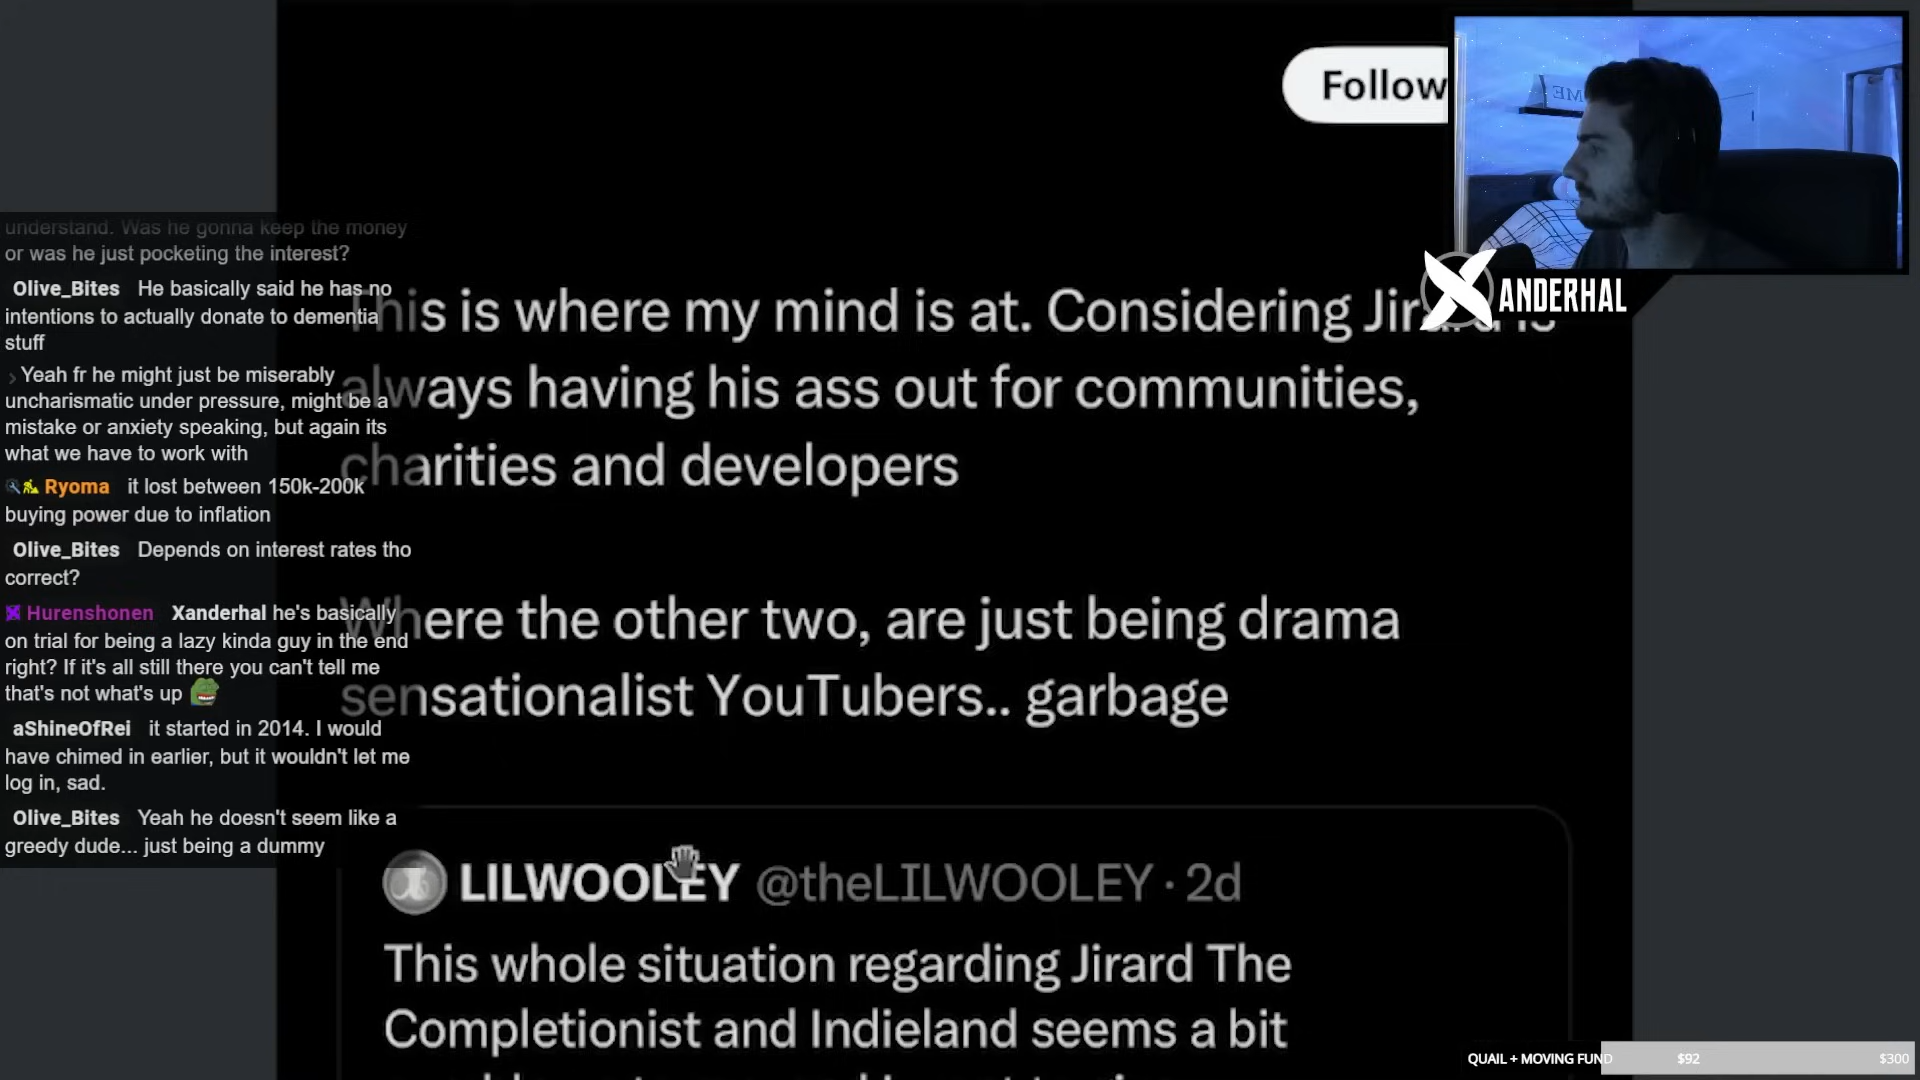 Follow
understand. Was he gonna keep the money
or was he just pocketing the interest?
Olive_Bites He basically said he has no
intentions to actually donate to dementia
stuff
Yeah fr he might just be miserably
uncharismatic under pressure, might be a
mistake or anxiety speaking, but again its
what we have to work with
Ryoma it lost between 150k-200k
buying power due to inflation
Olive_Bites Depends on interest rates tho
correct?
Hurenshonen Xanderhal he's basically
on trial for being a lazy kinda guy in the end
right? If it's all still there you can't tell me
that's not what's up
aShineOfRei it started in 2014. I would
have chimed in earlier, but it wouldn't let me
log in, sad.
Olive_Bites Yeah he doesn't seem like a
greedy dude... just being a dummy
This is where my mind is at. Considering
always having his ass out for communities,
charities and developers
Where the other two, are just being drama
sensationalist YouTubers.. garbage
LILWOOLEY @theLILWOOLEY · 2d
This whole situation regarding Jirard The
Completionist and Indieland seems a bit
XANDERHAL
QUAIL + MOVING FUND $92 $300